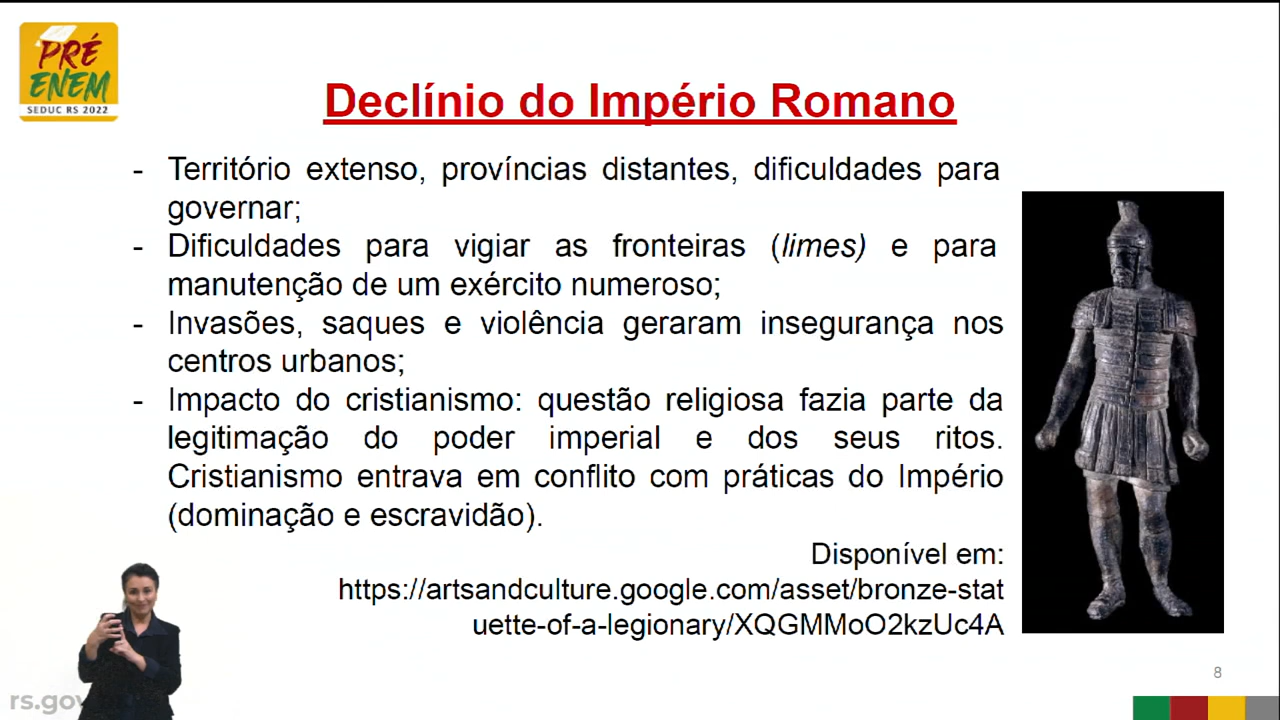 PRÉ
ENEM
SEDUC RS 2022
Declínio do Império Romano
- Território extenso, províncias distantes, dificuldades para
governar;
- Dificuldades para vigiar as fronteiras (limes) e para
manutenção de um exército numeroso;
- Invasões, saques e violência geraram insegurança nos
centros urbanos;
- Impacto do cristianismo: questão religiosa fazia parte da
legitimação do poder imperial e dos seus ritos.
Cristianismo entrava em conflito com práticas do Império
(dominação e escravidão).
Disponível em:
https://artsandculture.google.com/asset/bronze-stat
uette-of-a-legionary/XQGMMoO2kzUc4A
8
rs.gov